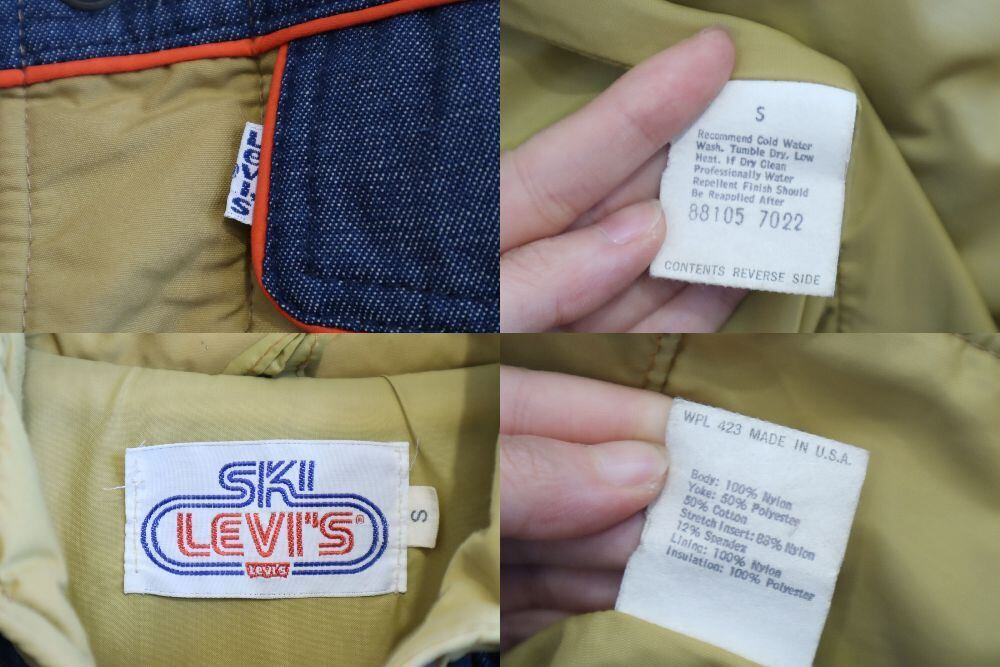 LEVI'S
S
Recommend Cold Water
Wash. Tumble Dry, Low
Heat. If Dry Clean
Professionally Water
Repellent Finish Should
Be Reapplied After
88105 7022
CONTENTS REVERSE SIDE
SKI
LEVI'S®
Levi's
S
WPL 423 MADE IN U.S.A.
Body: 100% Nylon
Yoke: 50% Polyester
50% Cotton
Stretch Insert: 88% Nylon
12% Spandex
Lining: 100% Nylon
Insulation: 100% Polyester